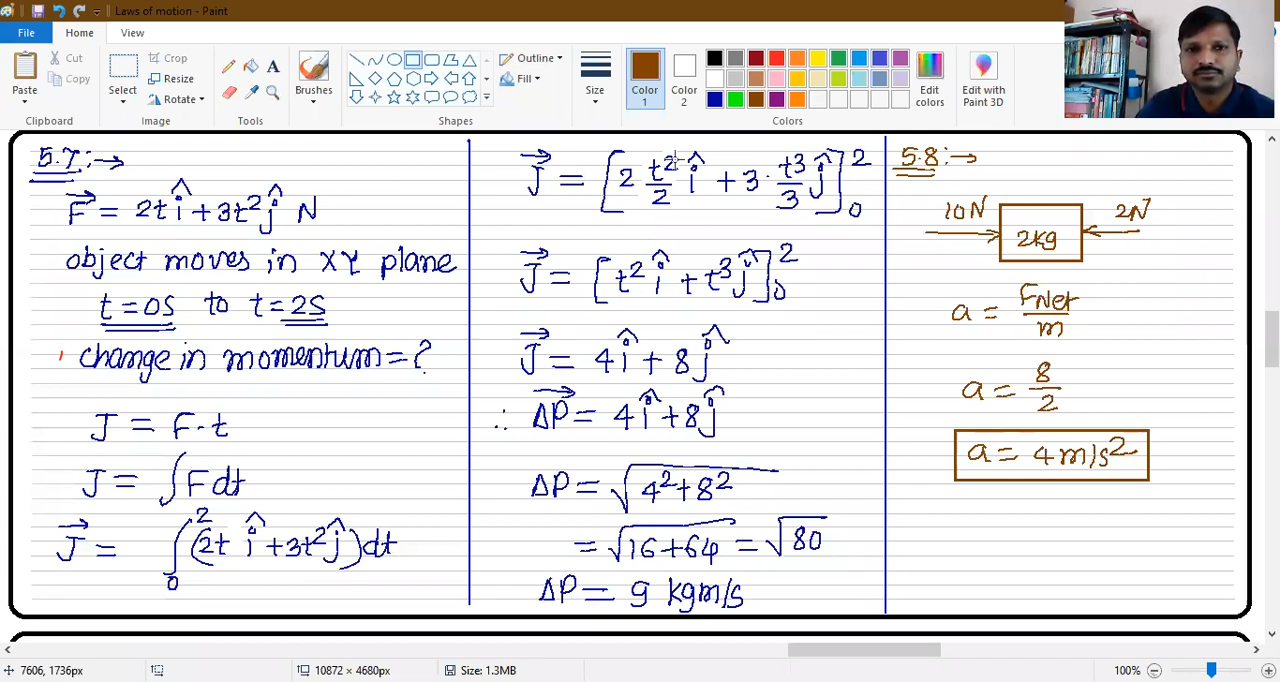 Laws of motion - Paint
File
Home
View
Paste
Cut
Copy
Clipboard
Select
Crop
Resize
Rotate
Image
Tools
Brushes
Shapes
Outline
Fill
Size
Color 1
Color 2
Colors
Edit colors
Edit with Paint 3D
5.7:→
F⃗ = 2t î + 3t² ĵ N
object moves in XY plane
t = 0S to t = 2S
change in momentum = ?
J = F·t
J = ∫F dt
J⃗ = ∫₀² (2t î + 3t² ĵ) dt
J⃗ = [2 t²/2 î + 3· t³/3 ĵ]₀²
J⃗ = [t² î + t³ ĵ]₀²
J⃗ = 4 î + 8 ĵ
∴ ΔP⃗ = 4 î + 8 ĵ
ΔP = √4² + 8²
= √16 + 64 = √80
ΔP = 9 kgm/s
5.8:→
10N
2kg
2N
a = FNet/m
a = 8/2
a = 4 m/s²
7606, 1736px
10872 × 4680px
Size: 1.3MB
100%